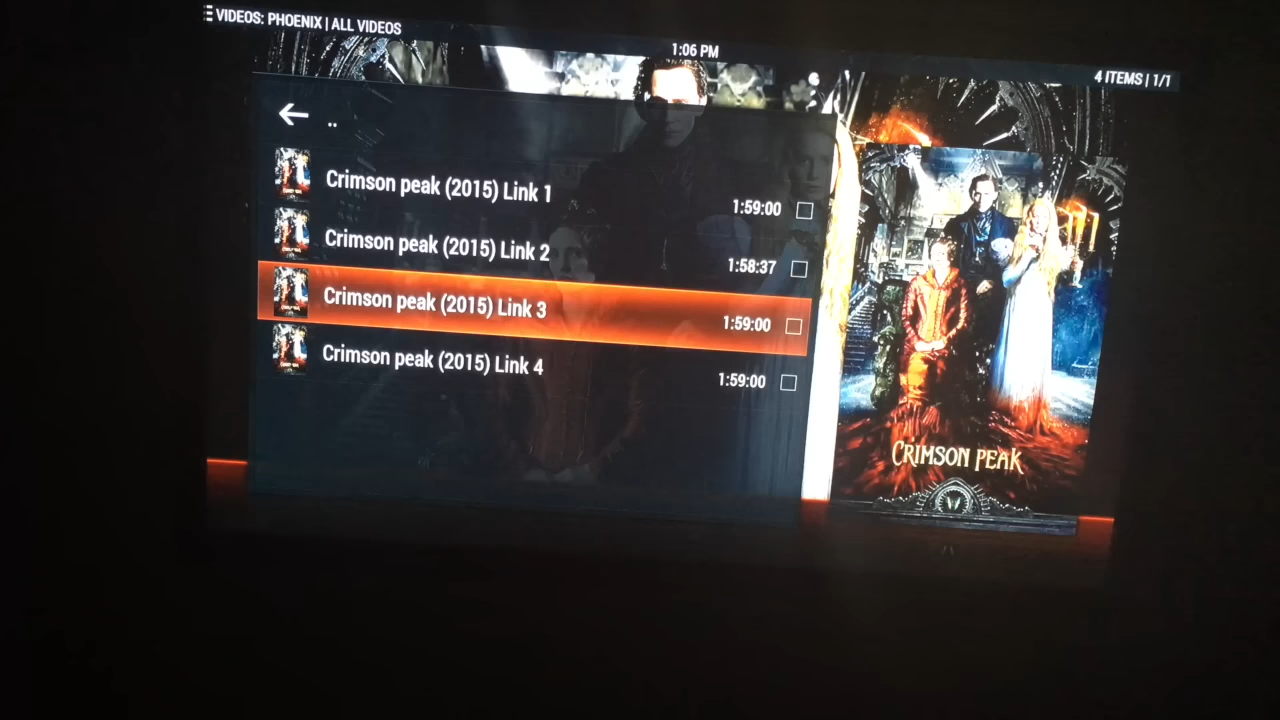 VIDEOS: PHOENIX | ALL VIDEOS
1:06 PM
4 ITEMS | 1/1
..
Crimson peak (2015) Link 1
1:59:00
Crimson peak (2015) Link 2
1:58:37
Crimson peak (2015) Link 3
1:59:00
Crimson peak (2015) Link 4
1:59:00
CRIMSON PEAK